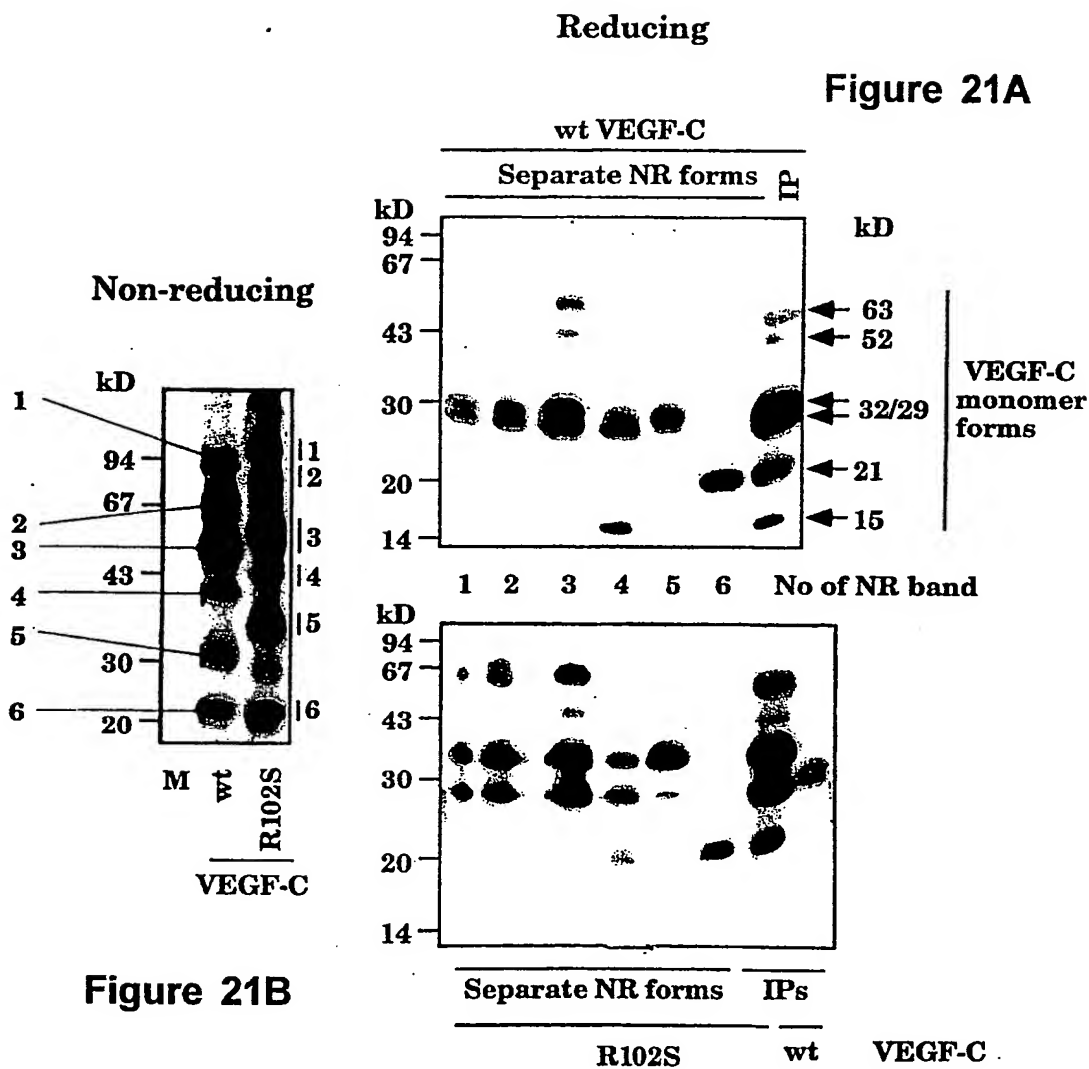 Reducing
Figure 21A
wt VEGF-C
Separate NR forms
IP
kD
94
67
43
30
20
14
kD
63
52
32/29
21
15
VEGF-C
monomer
forms
Non-reducing
kD
94
67
43
30
20
1
2
3
4
5
6
1
2
3
4
5
6
M
wt
R102S
VEGF-C
Figure 21B
1 2 3 4 5 6 No of NR band
kD
94
67
43
30
20
14
Separate NR forms IPs
R102S wt VEGF-C